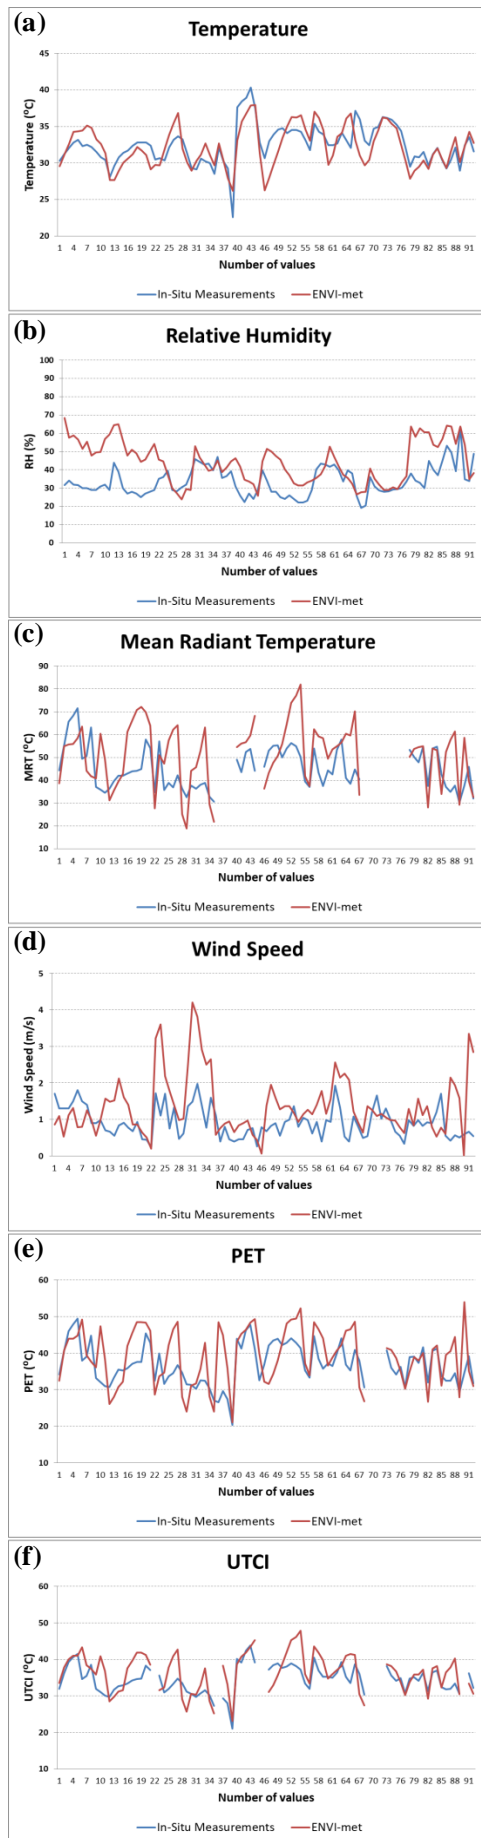 (a) Temperature
45
40
35
30
25
20
Temperature (°C)
1 4 7 10 13 16 19 22 25 28 31 34 37 40 43 46 49 52 55 58 61 64 67 70 73 76 79 82 85 88 91
Number of values
In-Situ Measurements ENVI-met
(b) Relative Humidity
100
90
80
70
60
50
40
30
20
10
0
RH (%)
1 4 7 10 13 16 19 22 25 28 31 34 37 40 43 46 49 52 55 58 61 64 67 70 73 76 79 82 85 88 91
Number of values
In-Situ Measurements ENVI-met
(c) Mean Radiant Temperature
90
80
70
60
50
40
30
20
10
MRT (°C)
1 4 7 10 13 16 19 22 25 28 31 34 37 40 43 46 49 52 55 58 61 64 67 70 73 76 79 82 85 88 91
Number of values
In-Situ Measurements ENVI-met
(d) Wind Speed
5
4
3
2
1
0
Wind Speed (m/s)
1 4 7 10 13 16 19 22 25 28 31 34 37 40 43 46 49 52 55 58 61 64 67 70 73 76 79 82 85 88 91
Number of values
In-Situ Measurements ENVI-met
(e) PET
60
50
40
30
20
10
PET (°C)
1 4 7 10 13 16 19 22 25 28 31 34 37 40 43 46 49 52 55 58 61 64 67 70 73 76 79 82 85 88 91
Number of values
In-Situ Measurements ENVI-met
(f) UTCI
60
50
40
30
20
10
UTCI (°C)
1 4 7 10 13 16 19 22 25 28 31 34 37 40 43 46 49 52 55 58 61 64 67 70 73 76 79 82 85 88 91
Number of values
In-Situ Measurements ENVI-met